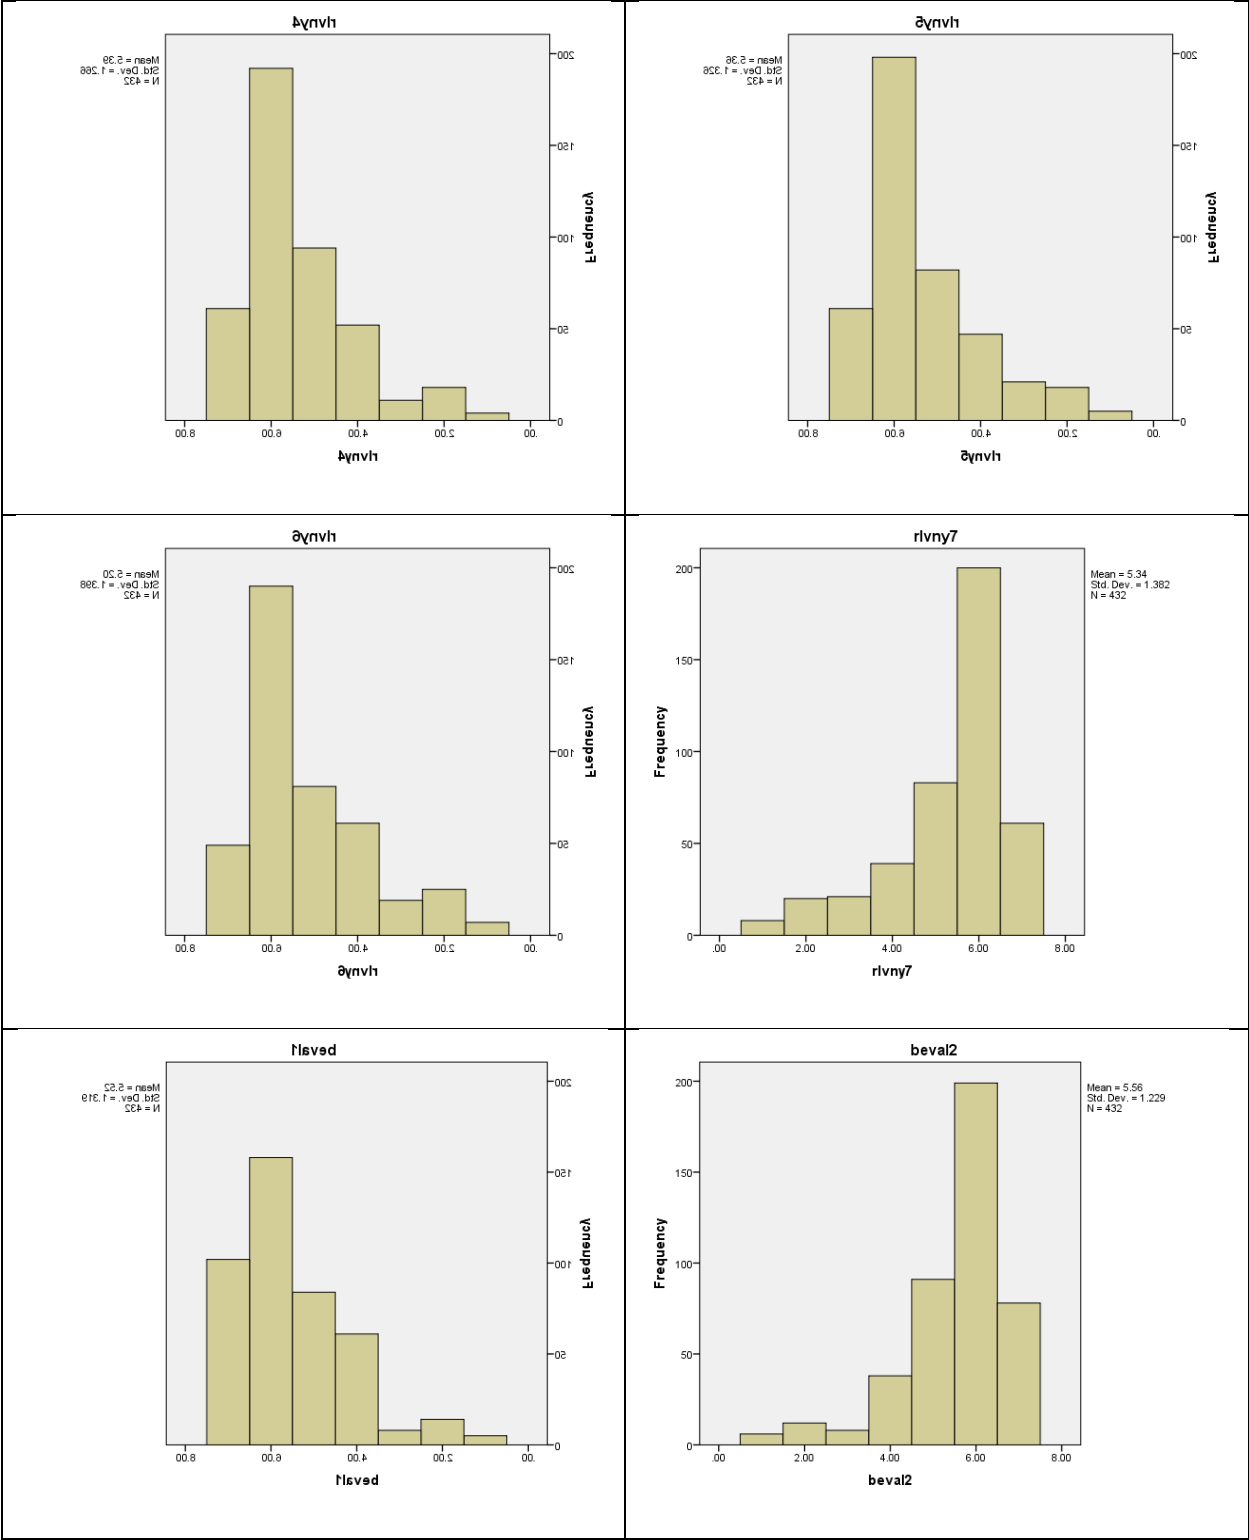 rlvny4
Mean = 5.39
Std. Dev. = 1.266
N = 432
200
150
100
50
0
Frequency
8.00 6.00 4.00 2.00 .00
rlvny4
rlvny5
Mean = 5.36
Std. Dev. = 1.326
N = 432
200
150
100
50
0
Frequency
8.00 6.00 4.00 2.00 .00
rlvny5
rlvny6
Mean = 5.20
Std. Dev. = 1.398
N = 432
200
150
100
50
0
Frequency
8.00 6.00 4.00 2.00 .00
rlvny6
rlvny7
Mean = 5.34
Std. Dev. = 1.382
N = 432
200
150
100
50
0
Frequency
.00 2.00 4.00 6.00 8.00
rlvny7
beval1
Mean = 5.52
Std. Dev. = 1.319
N = 432
200
150
100
50
0
Frequency
8.00 6.00 4.00 2.00 .00
beval1
beval2
Mean = 5.56
Std. Dev. = 1.229
N = 432
200
150
100
50
0
Frequency
.00 2.00 4.00 6.00 8.00
beval2